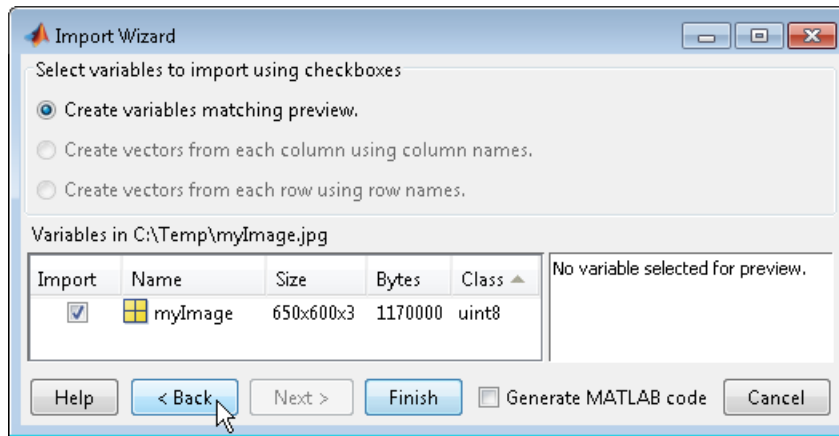 Import Wizard
Select variables to import using checkboxes
Create variables matching preview.
Create vectors from each column using column names.
Create vectors from each row using row names.
Variables in C:\Temp\myImage.jpg
Import Name Size Bytes Class
myImage 650x600x3 1170000 uint8
No variable selected for preview.
Help < Back Next > Finish Generate MATLAB code Cancel